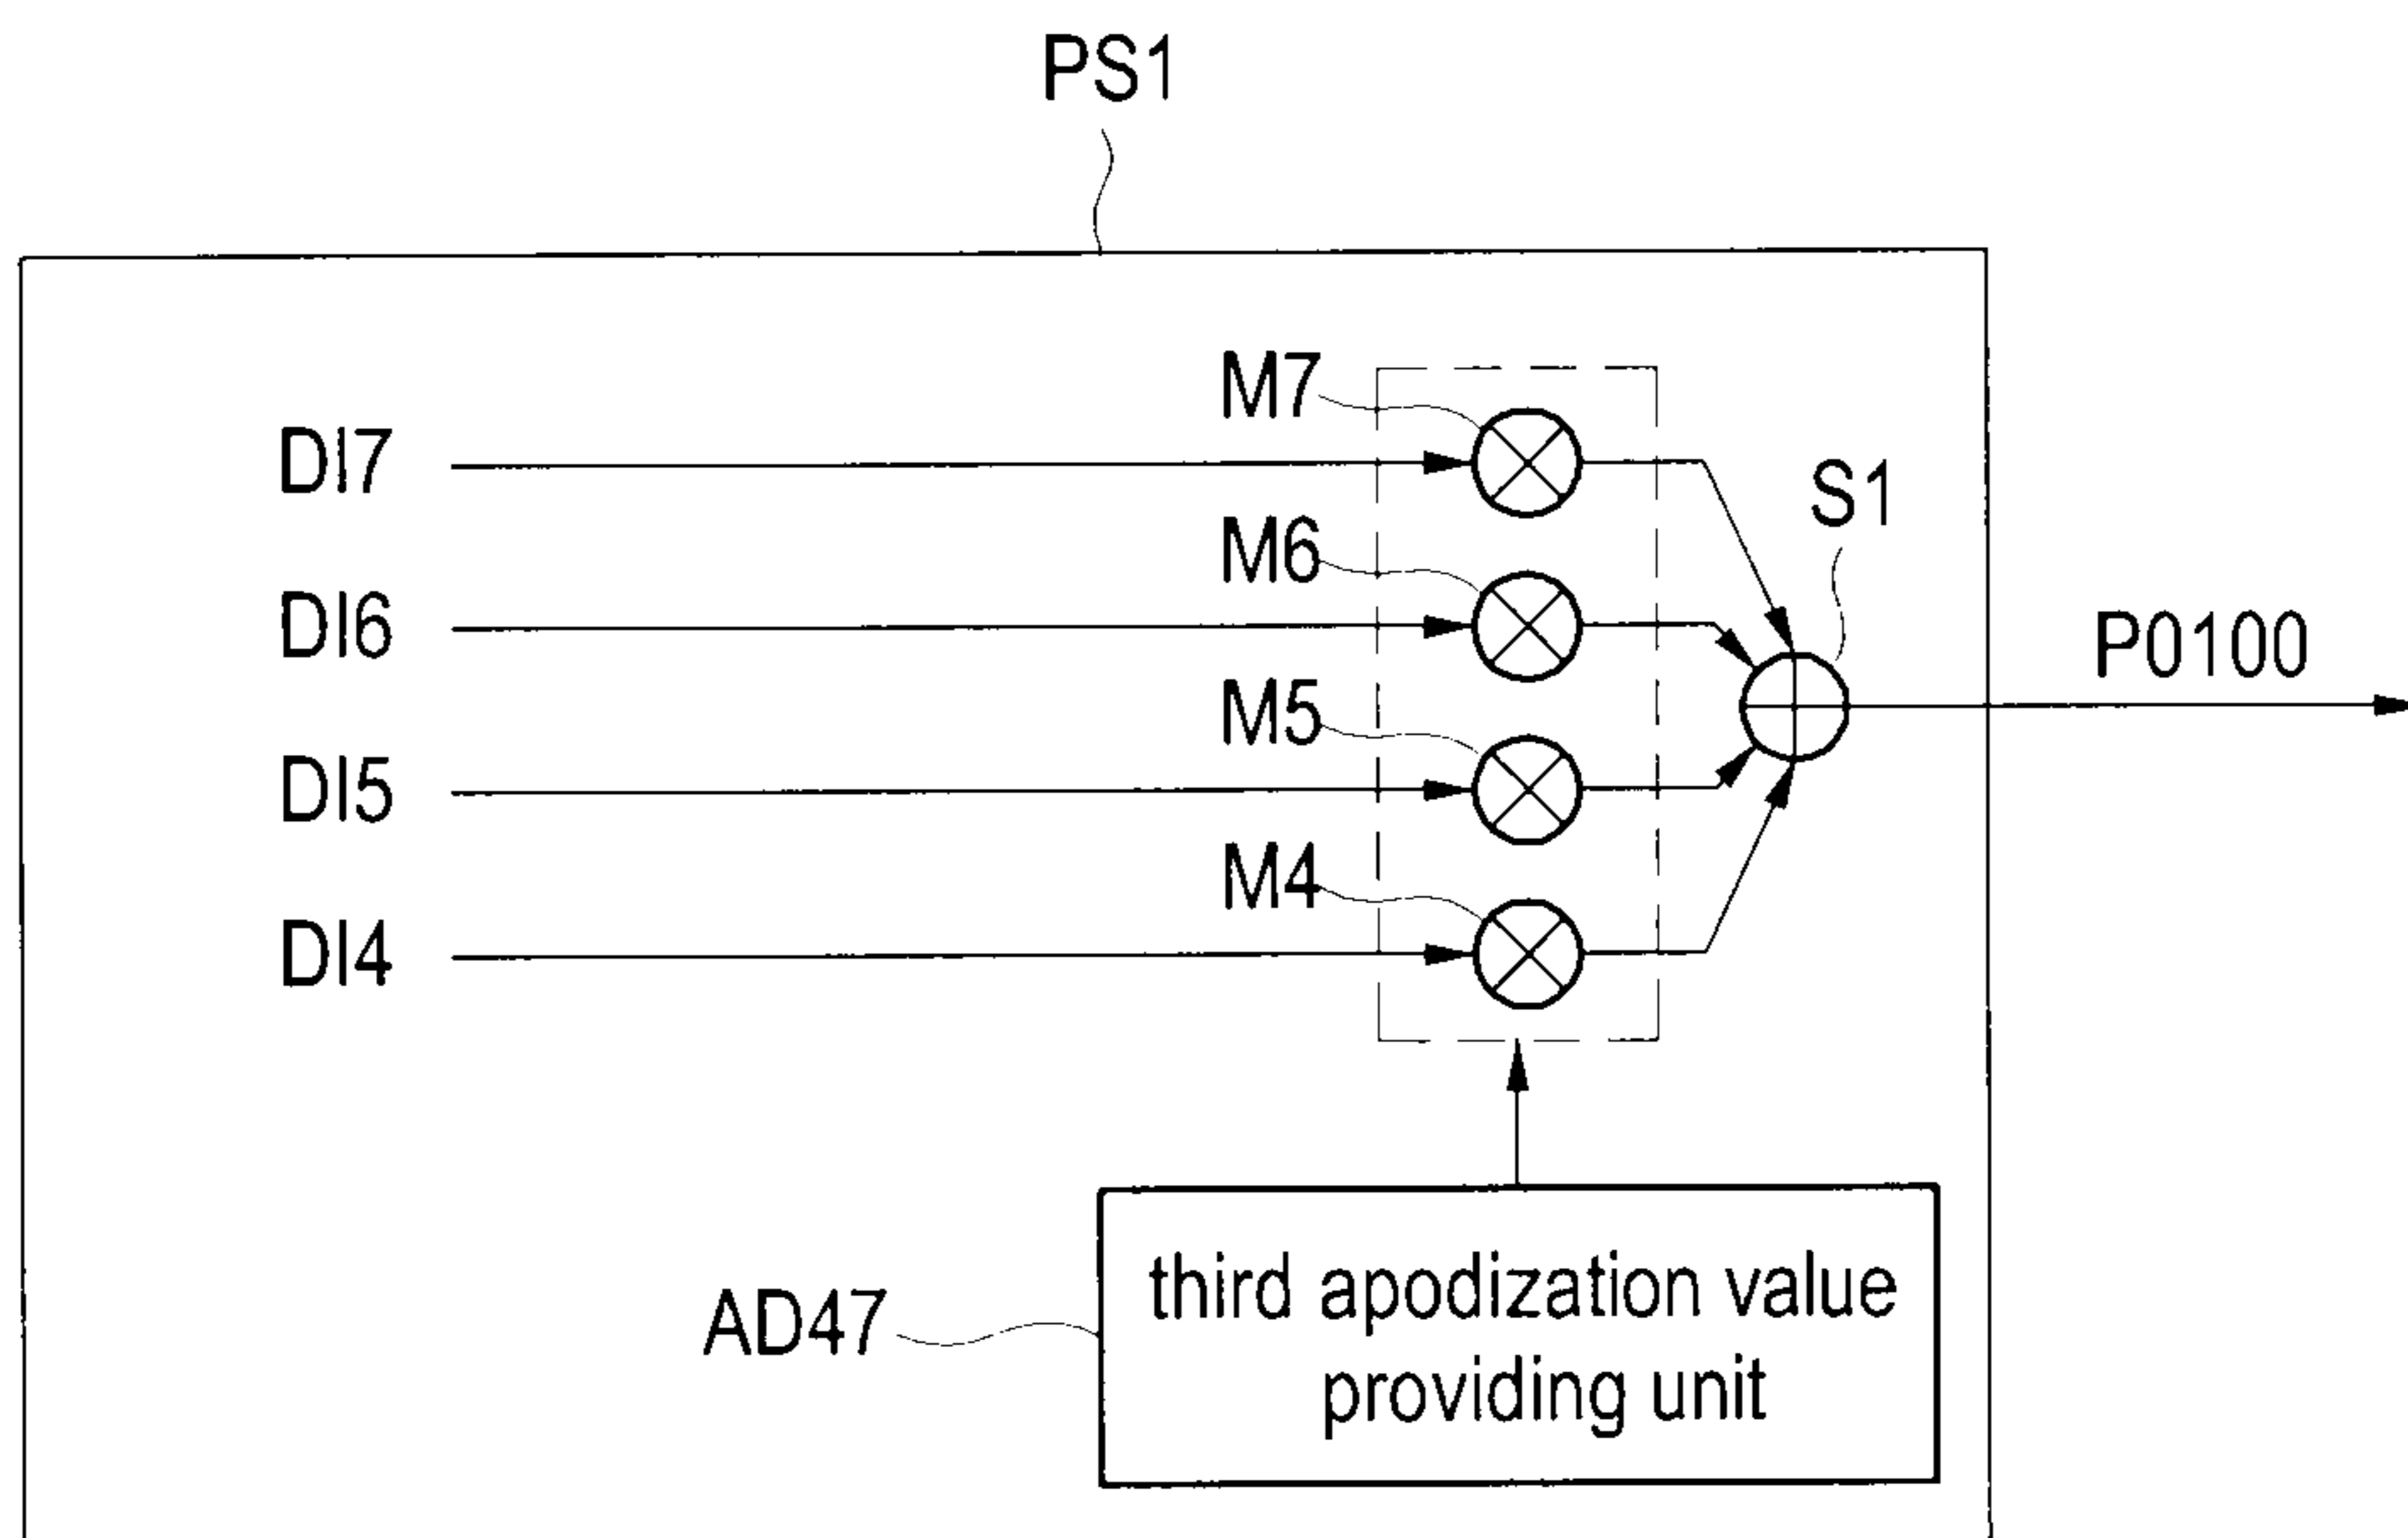 PS1
M7
DI7
S1
M6
DI6
P0100
M5
DI5
M4
DI4
third apodization value
AD47
providing unit